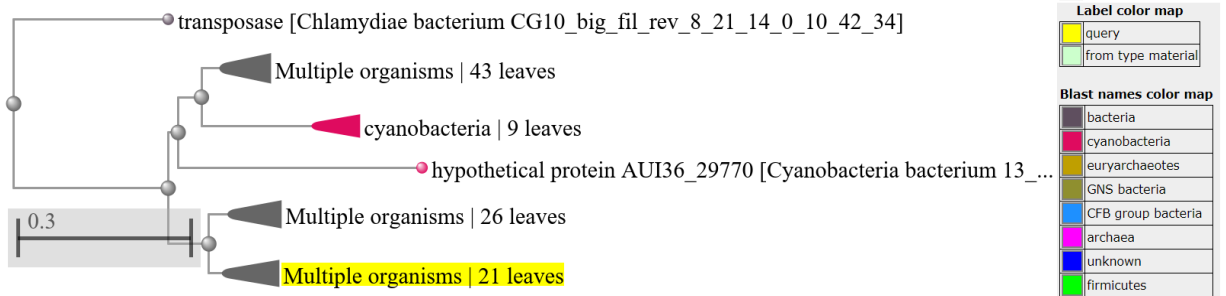 transposase [Chlamydiae bacterium CG10_big_fil_rev_8_21_14_0_10_42_34]
Multiple organisms | 43 leaves
cyanobacteria | 9 leaves
hypothetical protein AUI36_29770 [Cyanobacteria bacterium 13_...
Multiple organisms | 26 leaves
0.3
Multiple organisms | 21 leaves
Label color map
query
from type material
Blast names color map
bacteria
cyanobacteria
euryarchaeotes
GNS bacteria
CFB group bacteria
archaea
unknown
firmicutes